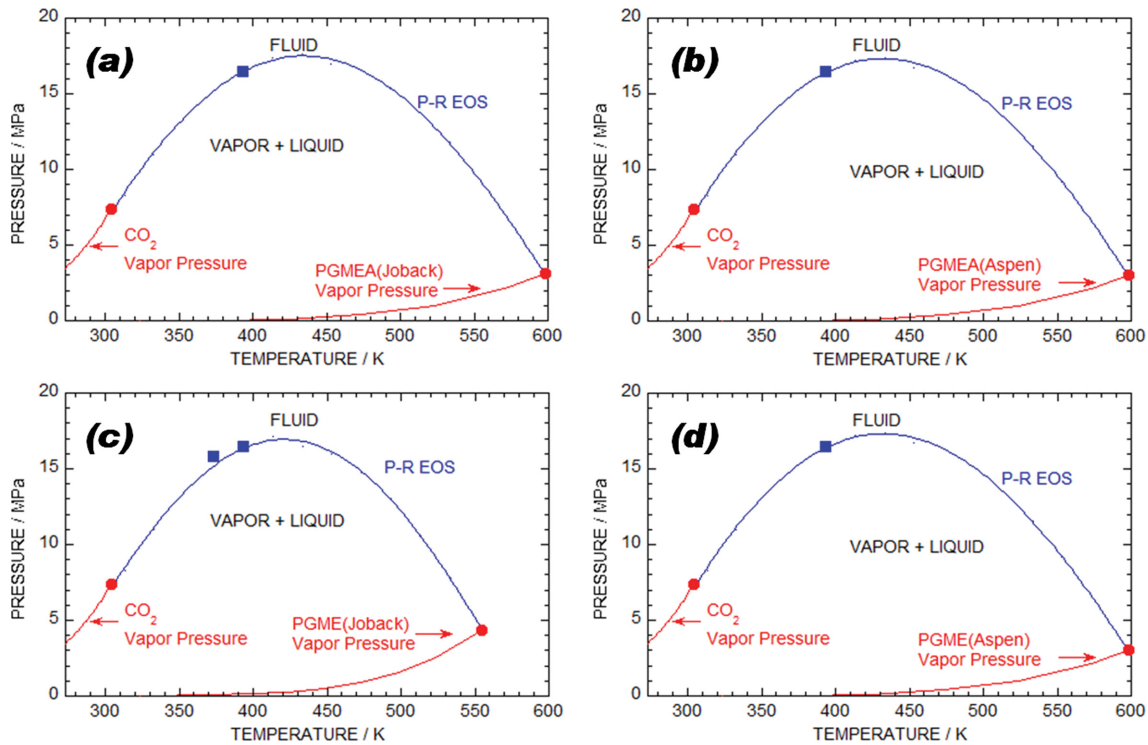 (a)
20
15
10
5
0
PRESSURE / MPa
FLUID
P-R EOS
VAPOR + LIQUID
CO2
Vapor Pressure
PGMEA(Joback)
Vapor Pressure
300 350 400 450 500 550 600
TEMPERATURE / K
(b)
20
15
10
5
0
PRESSURE / MPa
FLUID
P-R EOS
VAPOR + LIQUID
CO2
Vapor Pressure
PGMEA(Aspen)
Vapor Pressure
300 350 400 450 500 550 600
TEMPERATURE / K
(c)
20
15
10
5
0
PRESSURE / MPa
FLUID
P-R EOS
VAPOR + LIQUID
CO2
Vapor Pressure
PGME(Joback)
Vapor Pressure
300 350 400 450 500 550 600
TEMPERATURE / K
(d)
20
15
10
5
0
PRESSURE / MPa
FLUID
P-R EOS
VAPOR + LIQUID
CO2
Vapor Pressure
PGME(Aspen)
Vapor Pressure
300 350 400 450 500 550 600
TEMPERATURE / K